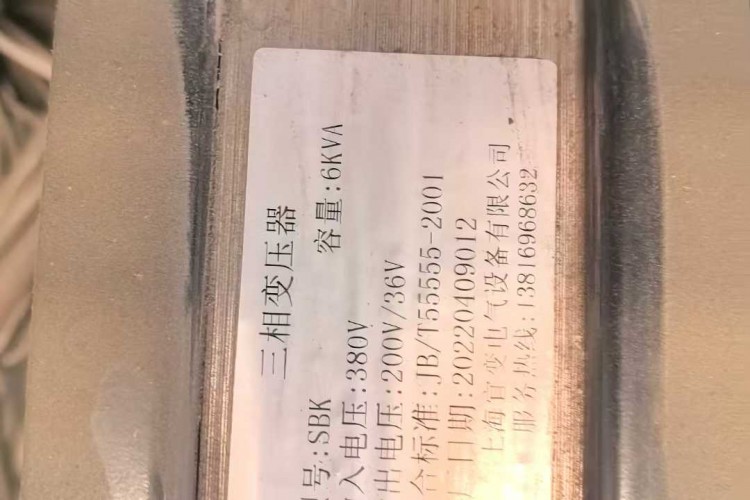 三相变压器
号:SBK 容量:6KVA
入电压:380V
出电压:200V/36V
合标准:JB/T55555-2001
日期:20220409012
上海宜变电气设备有限公司
服务热线:13816968632